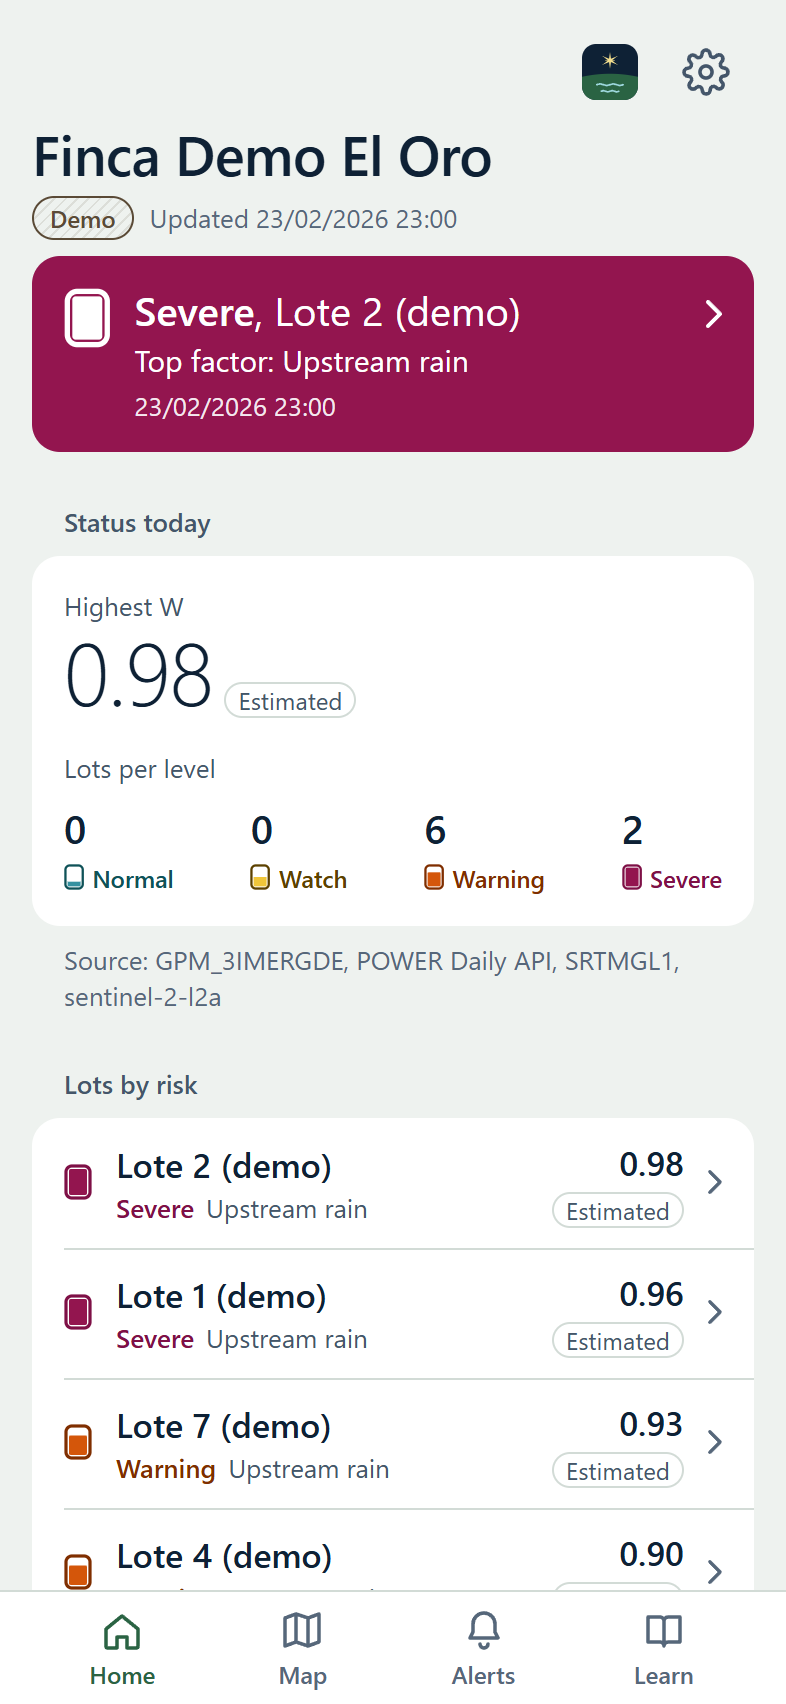 Finca Demo El Oro
Demo Updated 23/02/2026 23:00
Severe, Lote 2 (demo)
Top factor: Upstream rain
23/02/2026 23:00
Status today
Highest W
0.98 Estimated
Lots per level
0 0 6 2
Normal Watch Warning Severe
Source: GPM_3IMERGDE, POWER Daily API, SRTMGL1,
sentinel-2-l2a
Lots by risk
Lote 2 (demo) 0.98
Severe Upstream rain Estimated
Lote 1 (demo) 0.96
Severe Upstream rain Estimated
Lote 7 (demo) 0.93
Warning Upstream rain Estimated
Lote 4 (demo) 0.90
Home Map Alerts Learn